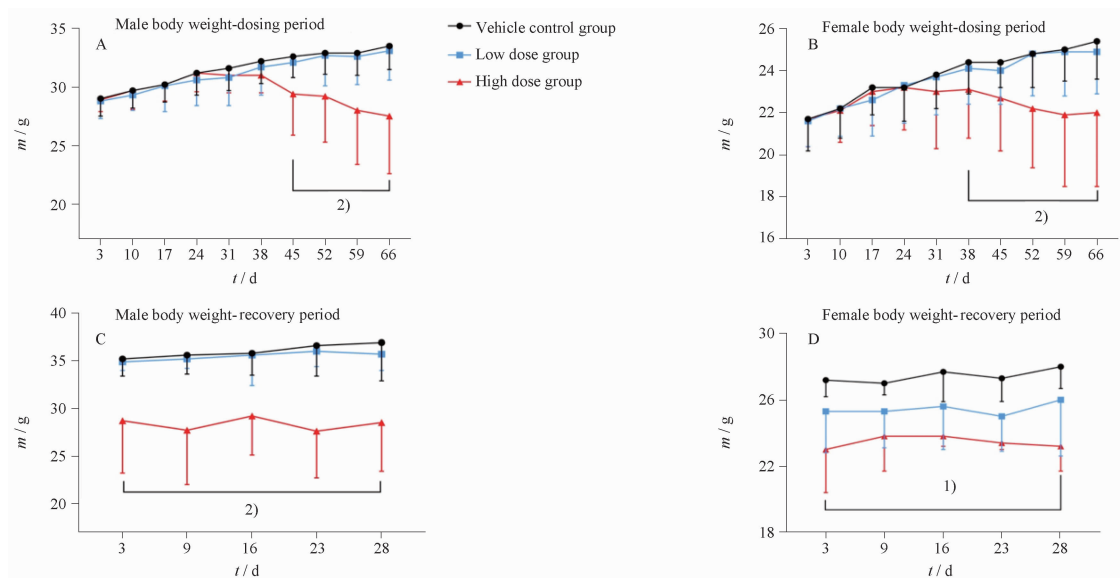 Male body weight-dosing period
A
35
30
25
20
m / g
2)
3 10 17 24 31 38 45 52 59 66
t / d
Vehicle control group
Low dose group
High dose group
Female body weight-dosing period
B
26
24
22
20
18
16
m / g
2)
3 10 17 24 31 38 45 52 59 66
t / d
Male body weight-recovery period
C
40
35
30
25
20
m / g
2)
3 9 16 23 28
t / d
Female body weight-recovery period
D
30
26
22
18
m / g
1)
3 9 16 23 28
t / d